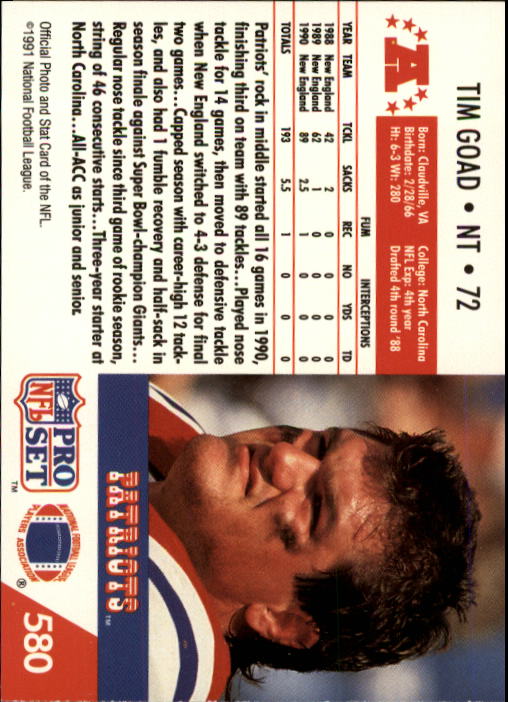 TIM GOAD • NT • 72
A
Born: Claudville, VA
Birthdate: 2/28/66
Ht: 6-3 Wt: 280
College: North Carolina
NFL Exp: 4th year
Drafted 4th round '88
FUM INTERCEPTIONS
YEAR TEAM TCKL SACKS REC NO YDS TD
1988 New England 42 2 0 0 0 0
1989 New England 62 1 0 0 0 0
1990 New England 89 2.5 1 0 0 0
TOTALS 193 5.5 1 0 0 0
Patriots' rock in middle started all 16 games in 1990,
finishing third on team with 89 tackles...Played nose
tackle for 14 games, then moved to defensive tackle
when New England switched to 4-3 defense for final
two games...Capped season with career-high 12 tack-
les, and also had 1 fumble recovery and half-sack in
season finale against Super Bowl-champion Giants...
Regular nose tackle since third game of rookie season,
string of 46 consecutive starts...Three-year starter at
North Carolina...All-ACC as junior and senior.
Official Photo and Stat Card of the NFL.
©1991 National Football League.
PATRIOTS TM
NFL PRO SET TM
NATIONAL FOOTBALL LEAGUE
PLAYERS ASSOCIATION ®
580